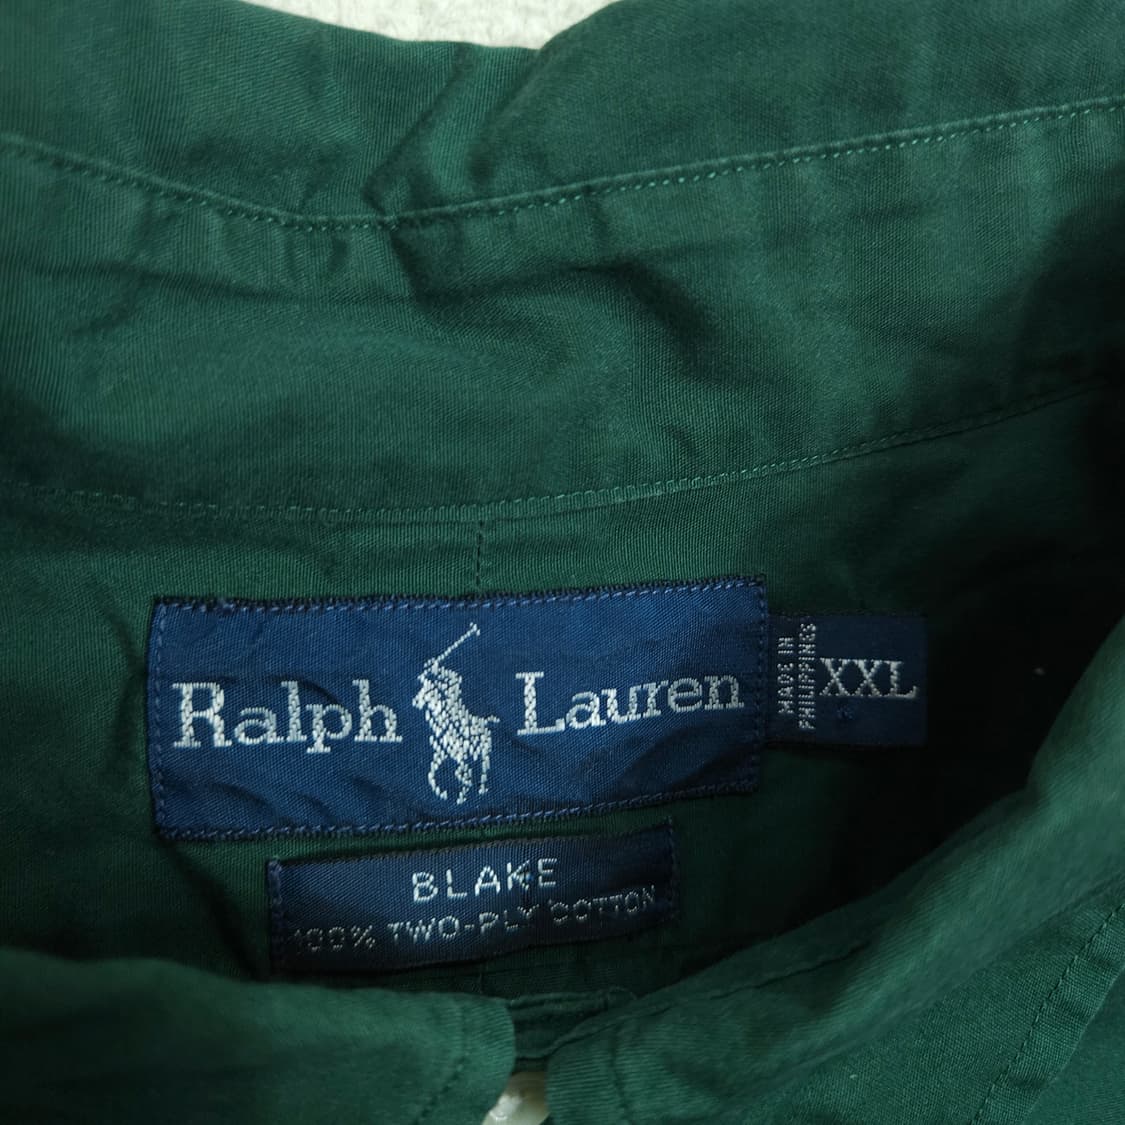 Ralph Lauren
MADE IN
PHILIPPINES
XXL
BLAKE
100% TWO-PLY COTTON